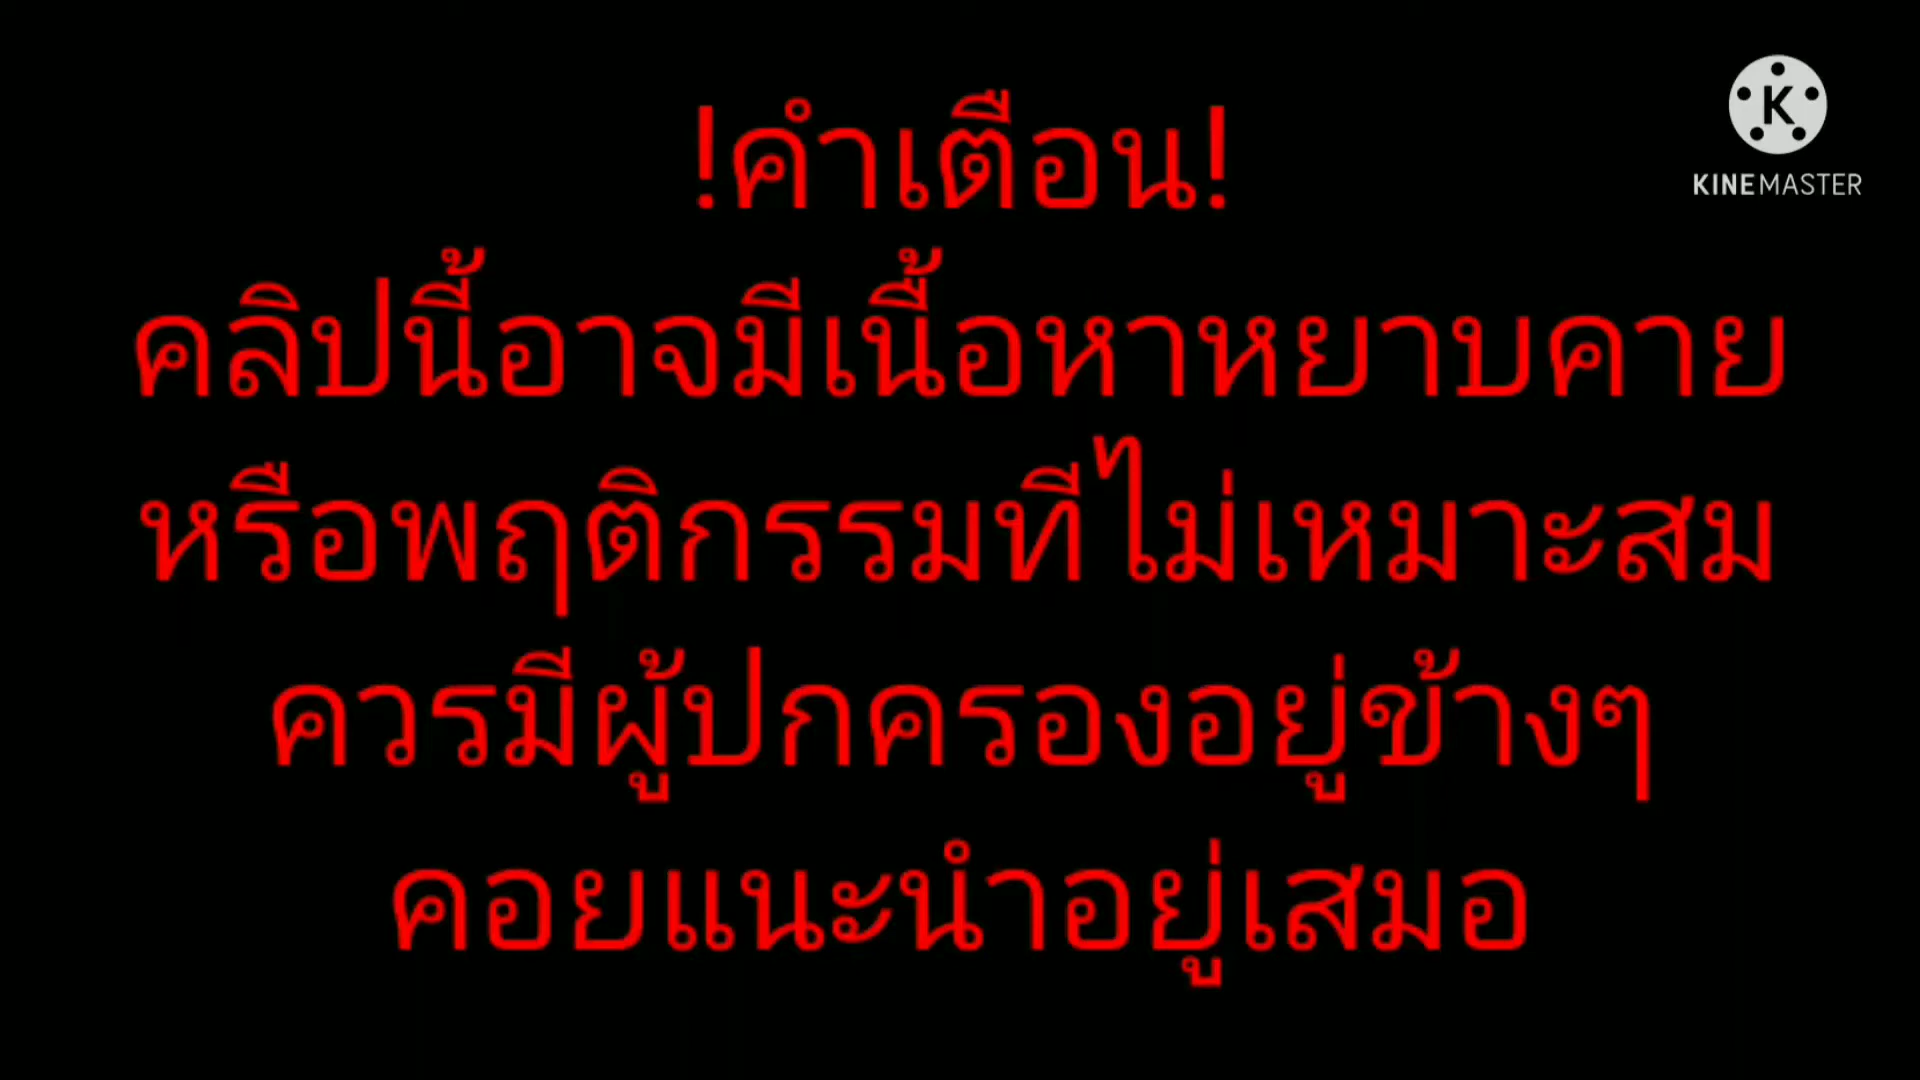 !คำเตือน!
K
KINEMASTER
คลิปนี้อาจมีเนื้อหาหยาบคาย
หรือพฤติกรรมทีไม่เหมาะสม
ควรมีผู้ปกครองอยู่ข้างๆ
คอยแนะนำอยู่เสมอ